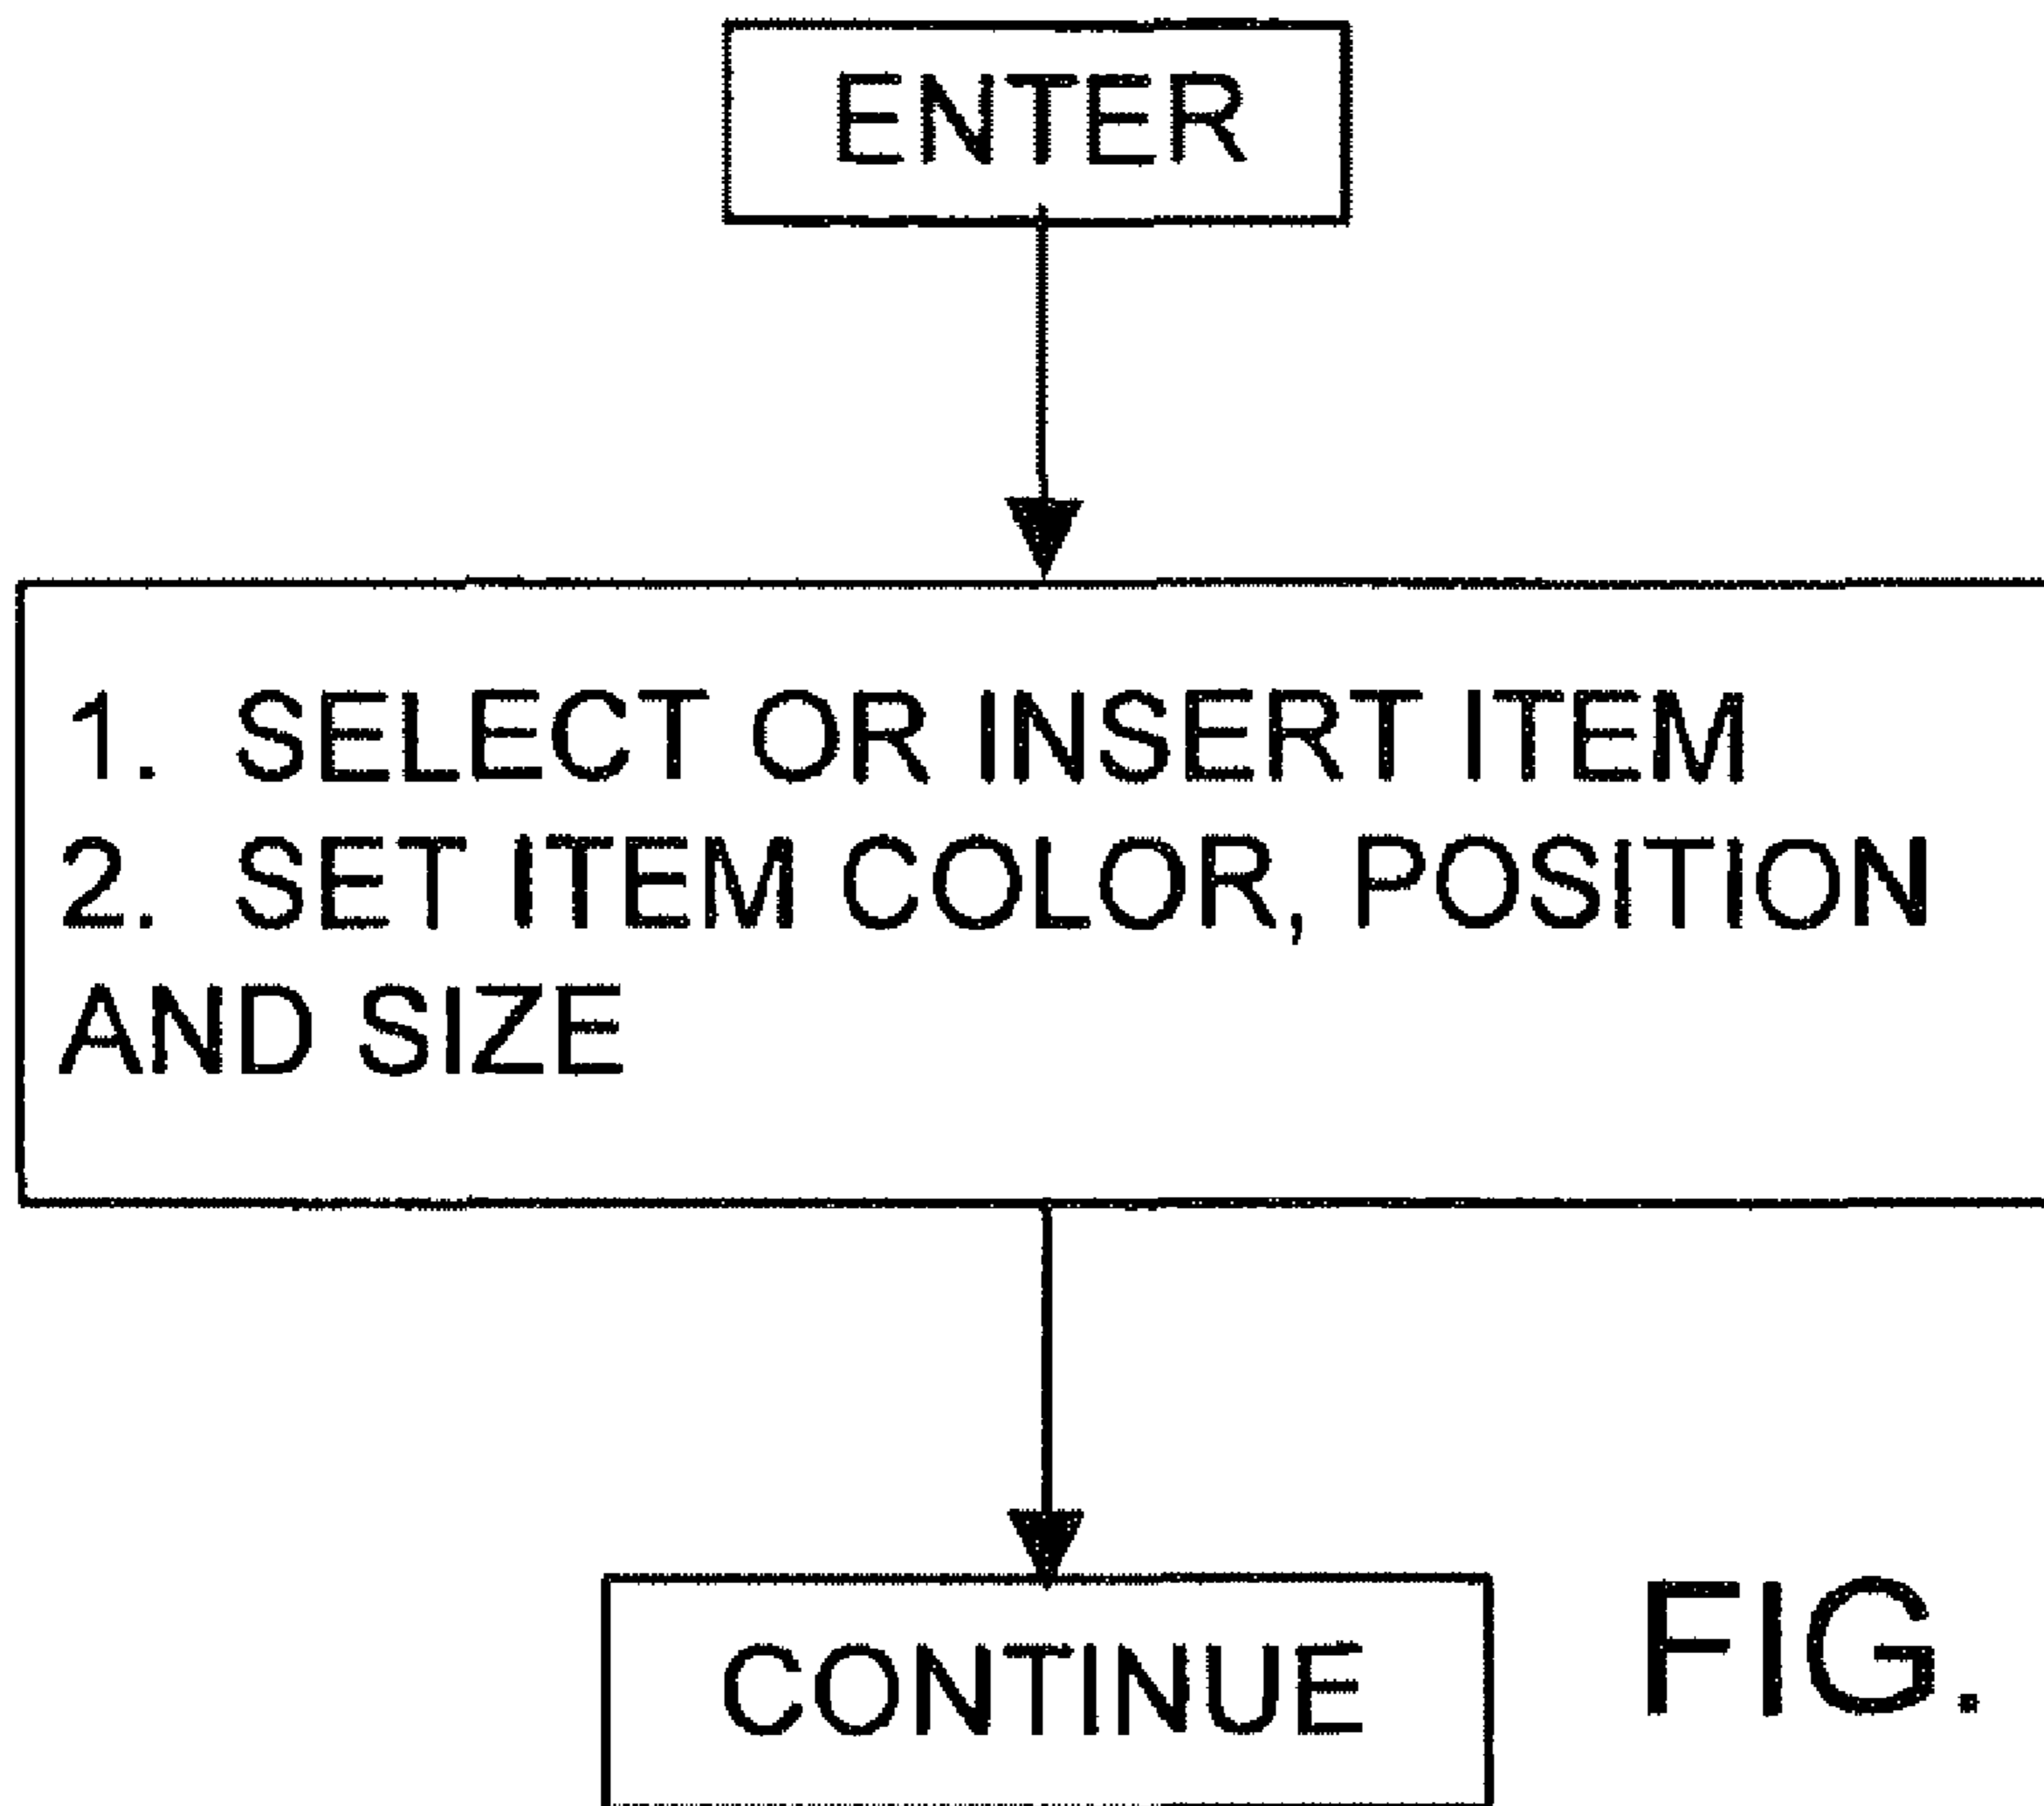 ENTER
1. SELECT OR INSERT ITEM
2. SET ITEM COLOR, POSITION
AND SIZE
CONTINUE
FIG.